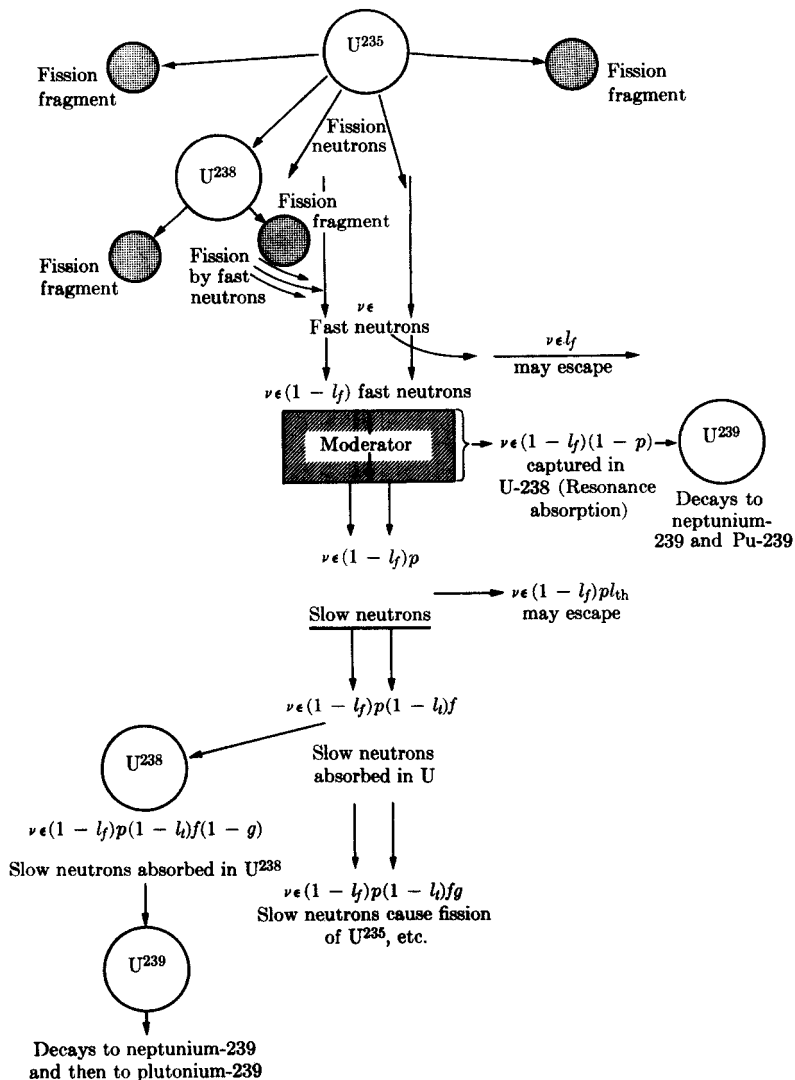 U²³⁵
Fission
fragment
Fission
fragment
Fission
neutrons
U²³⁸
Fission
fragment
Fission
fragment
Fission
by fast
neutrons
νϵ
Fast neutrons
νϵl_f
may escape
νϵ(1 − l_f) fast neutrons
Moderator
νϵ(1 − l_f)(1 − p)
captured in
U-238 (Resonance
absorption)
U²³⁹
Decays to
neptunium-
239 and Pu-239
νϵ(1 − l_f)p
νϵ(1 − l_f)pl_th
may escape
Slow neutrons
νϵ(1 − l_f)p(1 − l_t)f
Slow neutrons
absorbed in U
U²³⁸
νϵ(1 − l_f)p(1 − l_t)f(1 − g)
Slow neutrons absorbed in U²³⁸
νϵ(1 − l_f)p(1 − l_t)fg
Slow neutrons cause fission
of U²³⁵, etc.
U²³⁹
Decays to neptunium-239
and then to plutonium-239